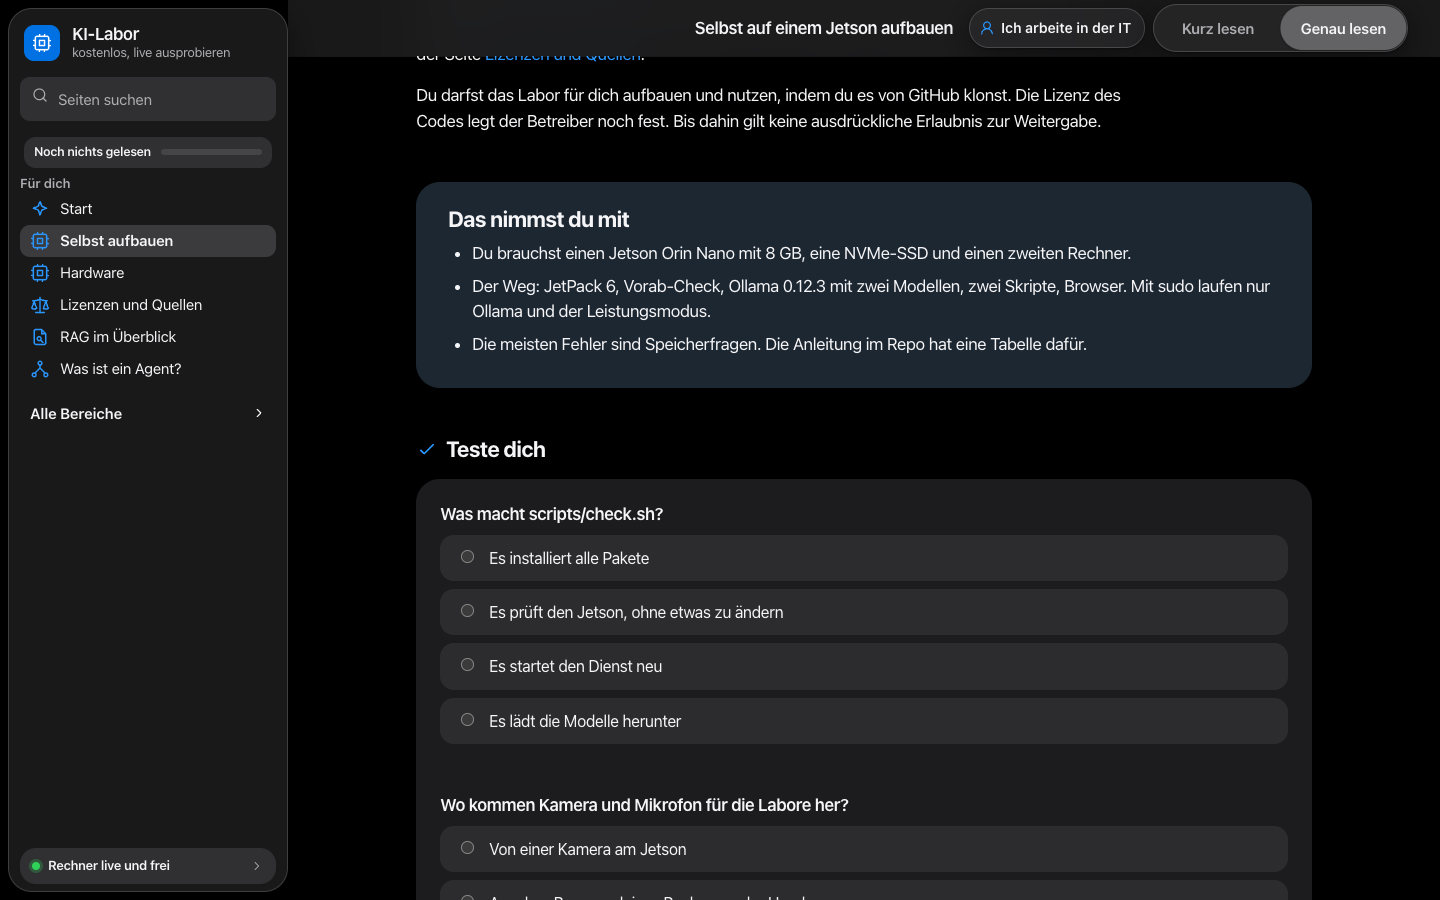 KI-Labor
kostenlos, live ausprobieren
Seiten suchen
Noch nichts gelesen
Für dich
Start
Selbst aufbauen
Hardware
Lizenzen und Quellen
RAG im Überblick
Was ist ein Agent?
Alle Bereiche
Rechner live und frei
Selbst auf einem Jetson aufbauen
Ich arbeite in der IT
Kurz lesen
Genau lesen
der Seite Lizenzen und Quellen.
Du darfst das Labor für dich aufbauen und nutzen, indem du es von GitHub klonst. Die Lizenz des
Codes legt der Betreiber noch fest. Bis dahin gilt keine ausdrückliche Erlaubnis zur Weitergabe.
Das nimmst du mit
• Du brauchst einen Jetson Orin Nano mit 8 GB, eine NVMe-SSD und einen zweiten Rechner.
• Der Weg: JetPack 6, Vorab-Check, Ollama 0.12.3 mit zwei Modellen, zwei Skripte, Browser. Mit sudo laufen nur
Ollama und der Leistungsmodus.
• Die meisten Fehler sind Speicherfragen. Die Anleitung im Repo hat eine Tabelle dafür.
Teste dich
Was macht scripts/check.sh?
Es installiert alle Pakete
Es prüft den Jetson, ohne etwas zu ändern
Es startet den Dienst neu
Es lädt die Modelle herunter
Wo kommen Kamera und Mikrofon für die Labore her?
Von einer Kamera am Jetson